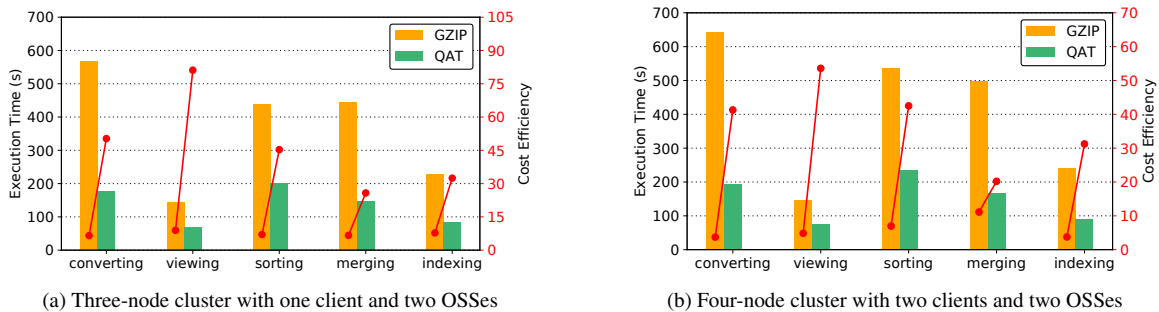 700
600
500
400
300
200
100
0
Execution Time (s)
105
90
75
60
45
30
15
0
Cost Efficiency
GZIP
QAT
converting viewing sorting merging indexing
(a) Three-node cluster with one client and two OSSes
700
600
500
400
300
200
100
0
Execution Time (s)
70
60
50
40
30
20
10
0
Cost Efficiency
GZIP
QAT
converting viewing sorting merging indexing
(b) Four-node cluster with two clients and two OSSes